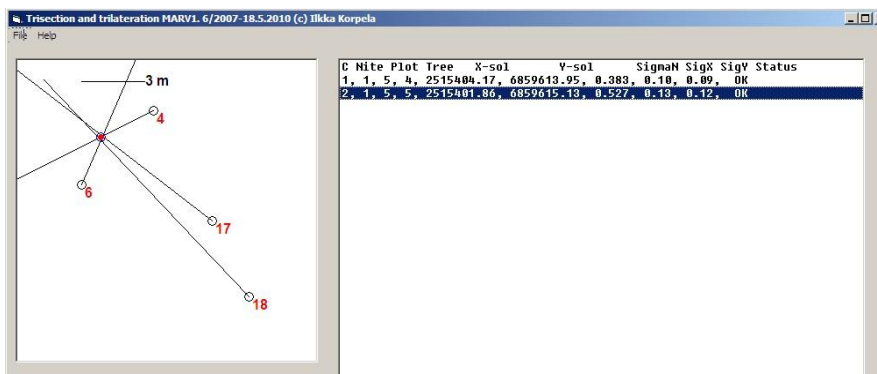 Trisection and trilateration MARV1. 6/2007-18.5.2010 (c) Ilkka Korpela
File Help
3 m
4
6
17
18
C Nite Plot Tree X-sol Y-sol SigmaN SigX SigY Status
1, 1, 5, 4, 2515404.17, 6859613.95, 0.383, 0.10, 0.09, OK
2, 1, 5, 5, 2515401.86, 6859615.13, 0.527, 0.13, 0.12, OK